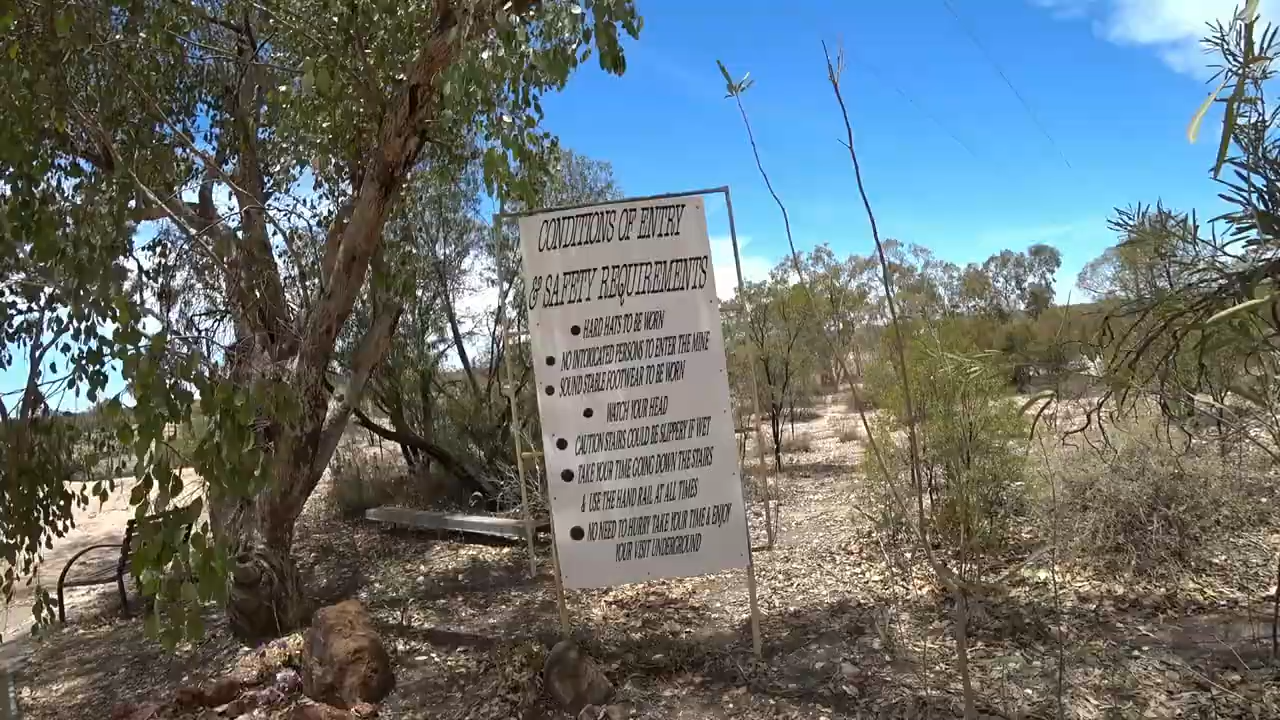 CONDITIONS OF ENTRY
& SAFETY REQUIREMENTS
● HARD HATS TO BE WORN
● NO INTOXICATED PERSONS TO ENTER THE MINE
● SOUND STABLE FOOTWEAR TO BE WORN
● WATCH YOUR HEAD
● CAUTION STAIRS COULD BE SLIPPERY IF WET
● TAKE YOUR TIME GOING DOWN THE STAIRS
& USE THE HAND RAIL AT ALL TIMES
● NO NEED TO HURRY TAKE YOUR TIME & ENJOY
YOUR VISIT UNDERGROUND